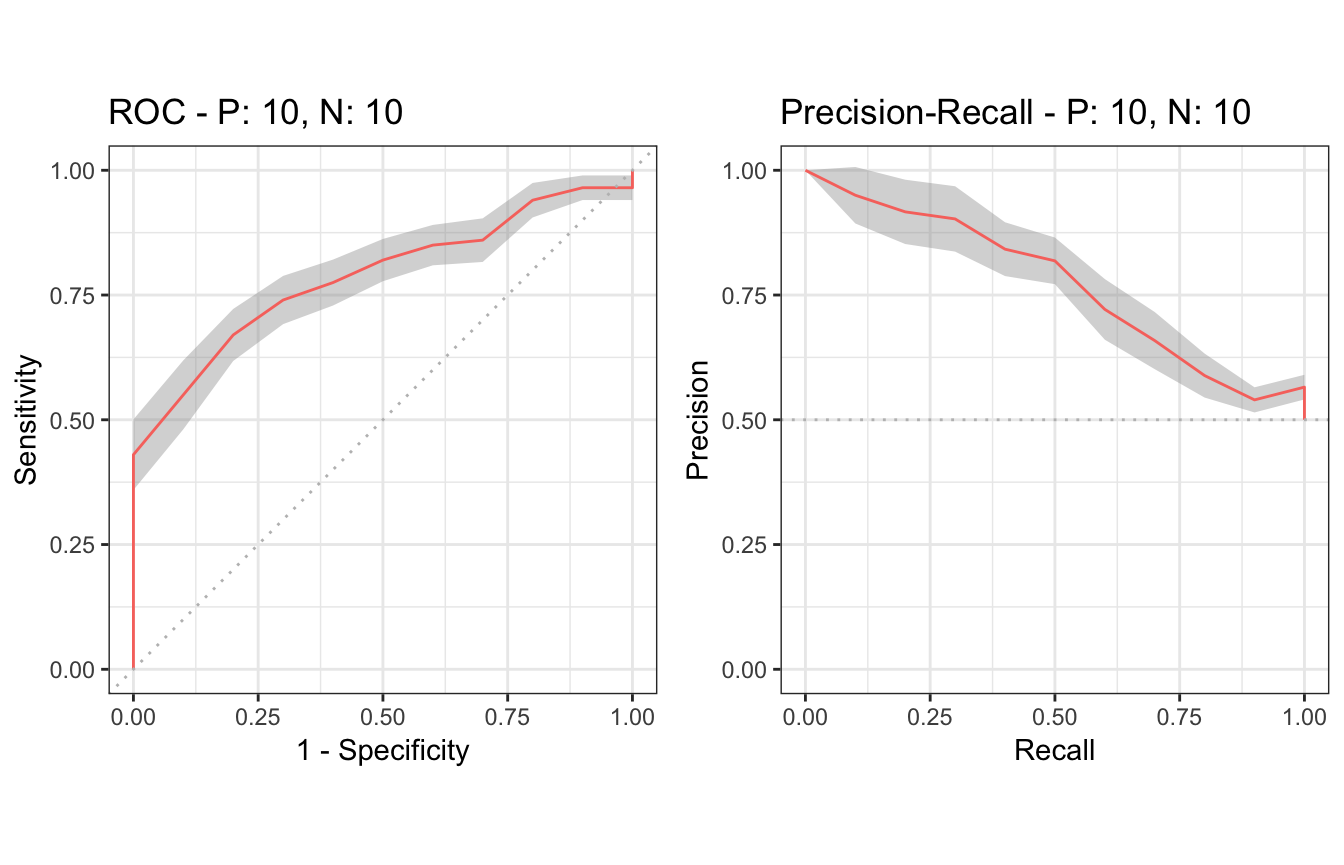 ROC - P: 10, N: 10
1.00
0.75
0.50
0.25
0.00
Sensitivity
0.00 0.25 0.50 0.75 1.00
1 - Specificity
Precision-Recall - P: 10, N: 10
1.00
0.75
0.50
0.25
0.00
Precision
0.00 0.25 0.50 0.75 1.00
Recall